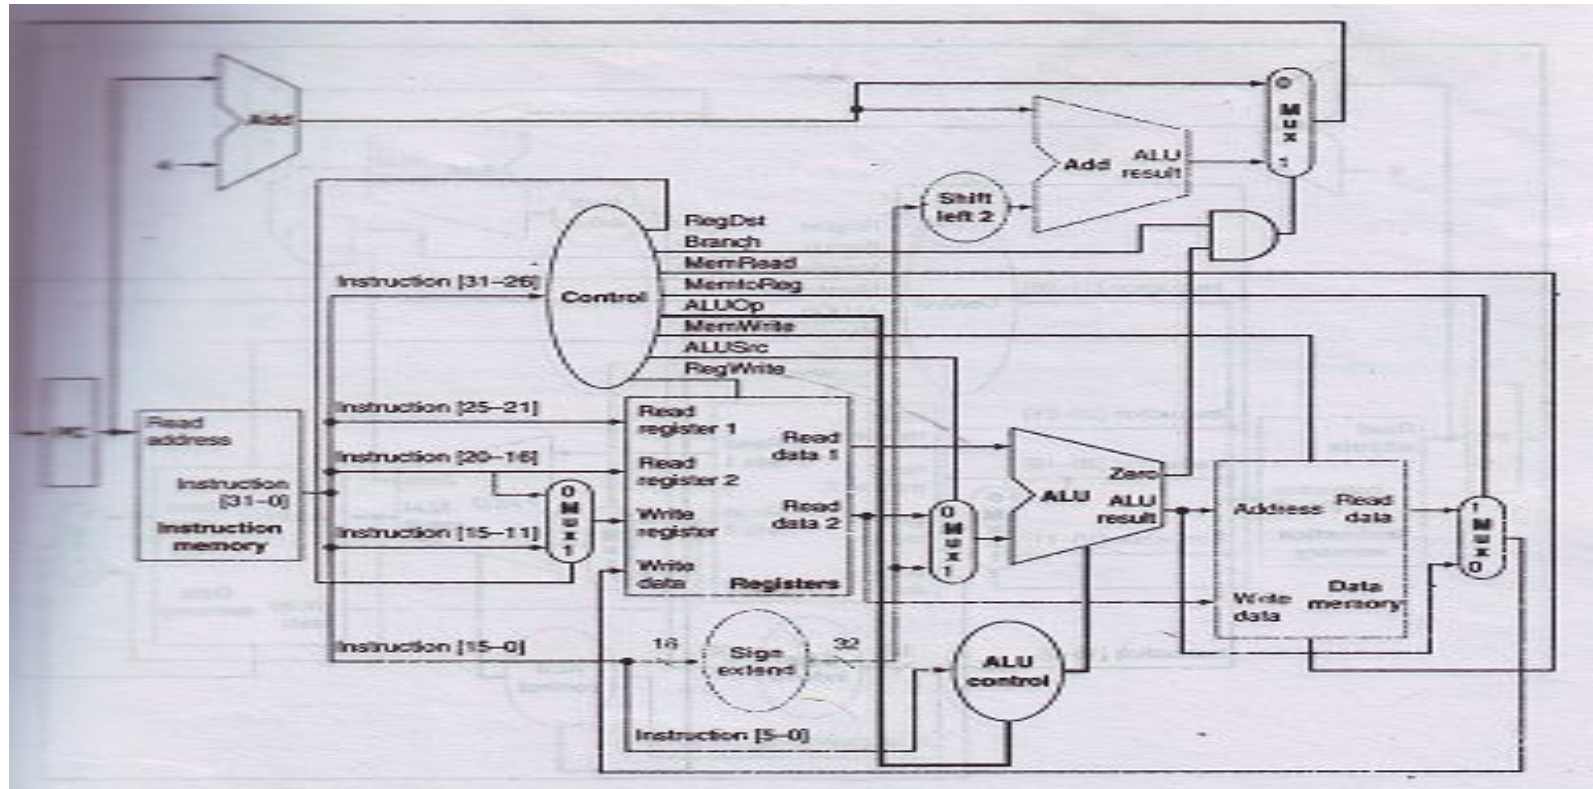 Add
4
0
M
u
x
1
Add ALU
result
Shift
left 2
RegDst
Branch
MemRead
MemtoReg
ALUOp
MemWrite
ALUSrc
RegWrite
Instruction [31–26]
Control
PC
Read
address
Instruction
[31–0]
Instruction
memory
Instruction [25–21]
Instruction [20–16]
Instruction [15–11]
0
M
u
x
1
Read
register 1
Read
register 2
Write
register
Write
data
Read
data 1
Read
data 2
Registers
0
M
u
x
1
Zero
ALU
ALU
result
Address
Read
data
Write
data
Data
memory
1
M
u
x
0
Instruction [15–0]
16
Sign
extend
32
ALU
control
Instruction [5–0]